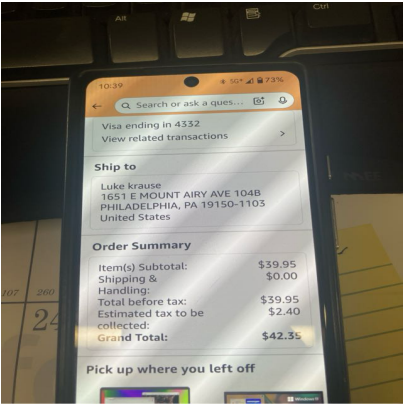 Alt
Ctrl
10:39
5G+ 73%
Search or ask a ques...
Visa ending in 4332
View related transactions
Ship to
Luke krause
1651 E MOUNT AIRY AVE 104B
PHILADELPHIA, PA 19150-1103
United States
Order Summary
Item(s) Subtotal: $39.95
Shipping & $0.00
Handling:
Total before tax: $39.95
Estimated tax to be $2.40
collected:
Grand Total: $42.35
Pick up where you left off
107 260
24